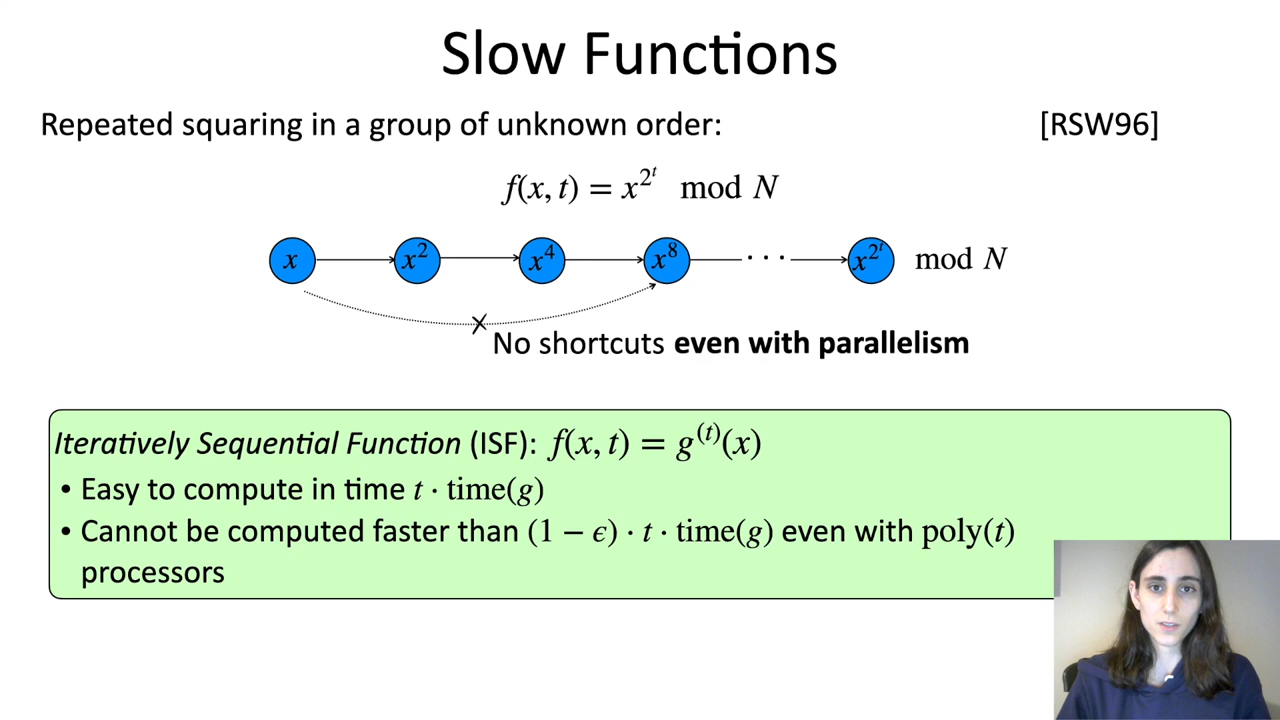 Slow Functions
Repeated squaring in a group of unknown order: [RSW96]
f(x, t) = x^{2^t} mod N
x x^2 x^4 x^8 ··· x^{2^t} mod N
No shortcuts even with parallelism
Iteratively Sequential Function (ISF): f(x, t) = g^{(t)}(x)
• Easy to compute in time t · time(g)
• Cannot be computed faster than (1 − ϵ) · t · time(g) even with poly(t)
processors